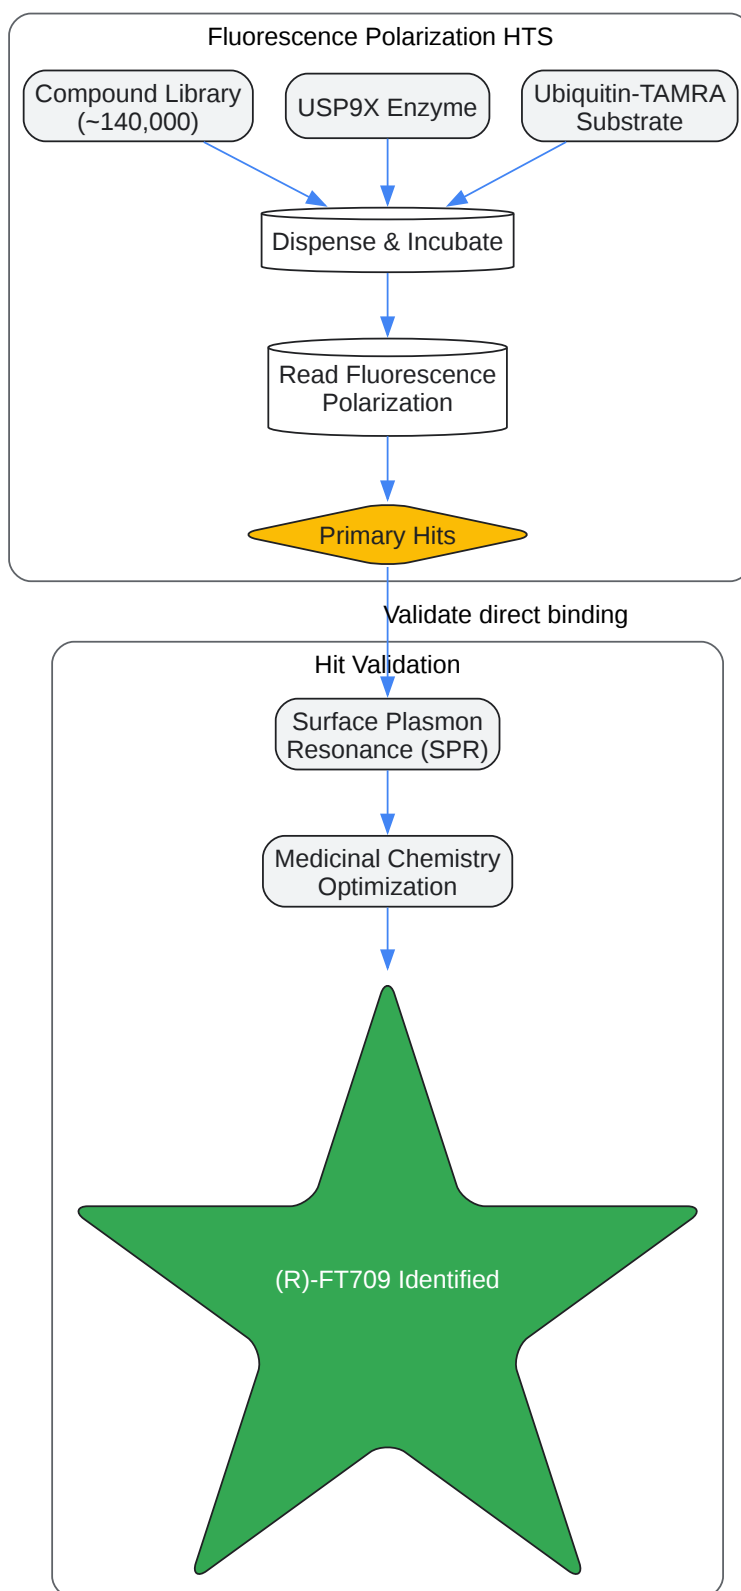 Fluorescence Polarization HTS
Compound Library
(~140,000)
USP9X Enzyme
Ubiquitin-TAMRA
Substrate
Dispense & Incubate
Read Fluorescence
Polarization
Primary Hits
Validate direct binding
Hit Validation
Surface Plasmon
Resonance (SPR)
Medicinal Chemistry
Optimization
(R)-FT709 Identified